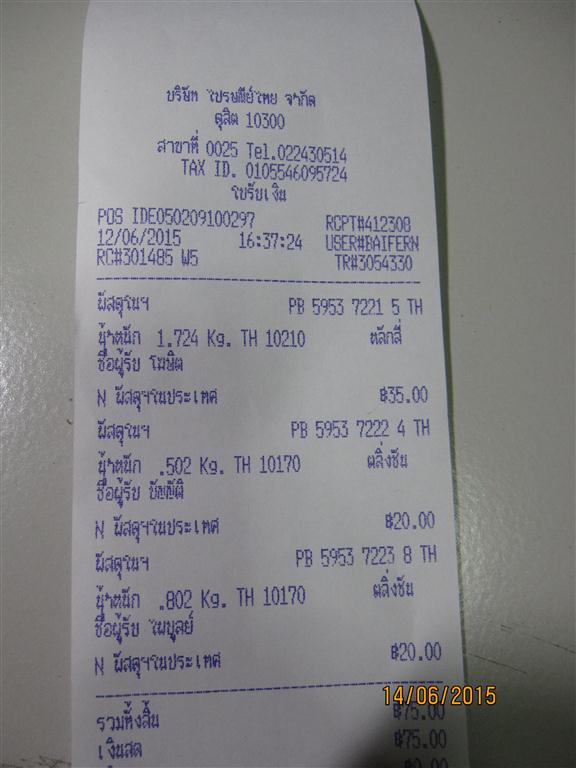 บริษัท ไปรษณีย์ไทย จำกัด
ดุสิต 10300
สาขาที่ 0025 Tel.022430514
TAX ID. 0105546095724
ใบรับเงิน
POS IDE050209100297 RCPT#412308
12/06/2015 16:37:24 USER#BAIFERN
RC#301485 W5 TR#3054330
พัสดุในฯ PB 5953 7221 5 TH
น้ำหนัก 1.724 Kg. TH 10210 หลักสี่
ชื่อผู้รับ โฆษิต
N พัสดุฯในประเทศ ฿35.00
พัสดุในฯ PB 5953 7222 4 TH
น้ำหนัก .502 Kg. TH 10170 ตลิ่งชัน
ชื่อผู้รับ บัญญัติ
N พัสดุฯในประเทศ ฿20.00
พัสดุในฯ PB 5953 7223 8 TH
น้ำหนัก .802 Kg. TH 10170 ตลิ่งชัน
ชื่อผู้รับ ไพบูลย์
N พัสดุฯในประเทศ ฿20.00
14/06/2015
รวมทั้งสิ้น ฿75.00
เงินสด ฿75.00